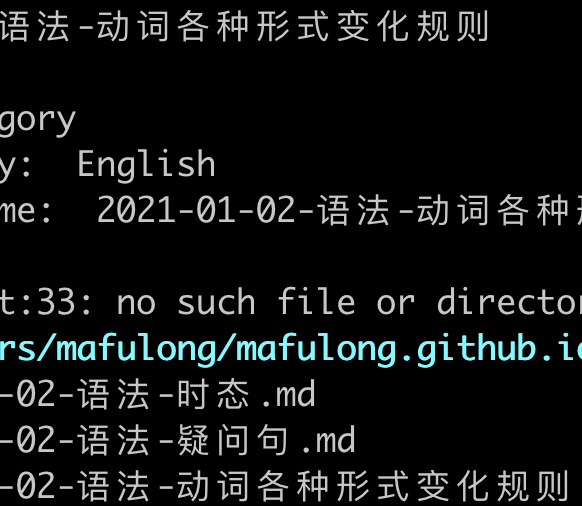 语法-动词各种形式变化规则
gory
y: English
me: 2021-01-02-语法-动词各种
t:33: no such file or directo
rs/mafulong/mafulong.github.i
-02-语法-时态.md
-02-语法-疑问句.md
-02-语法-动词各种形式变化规则